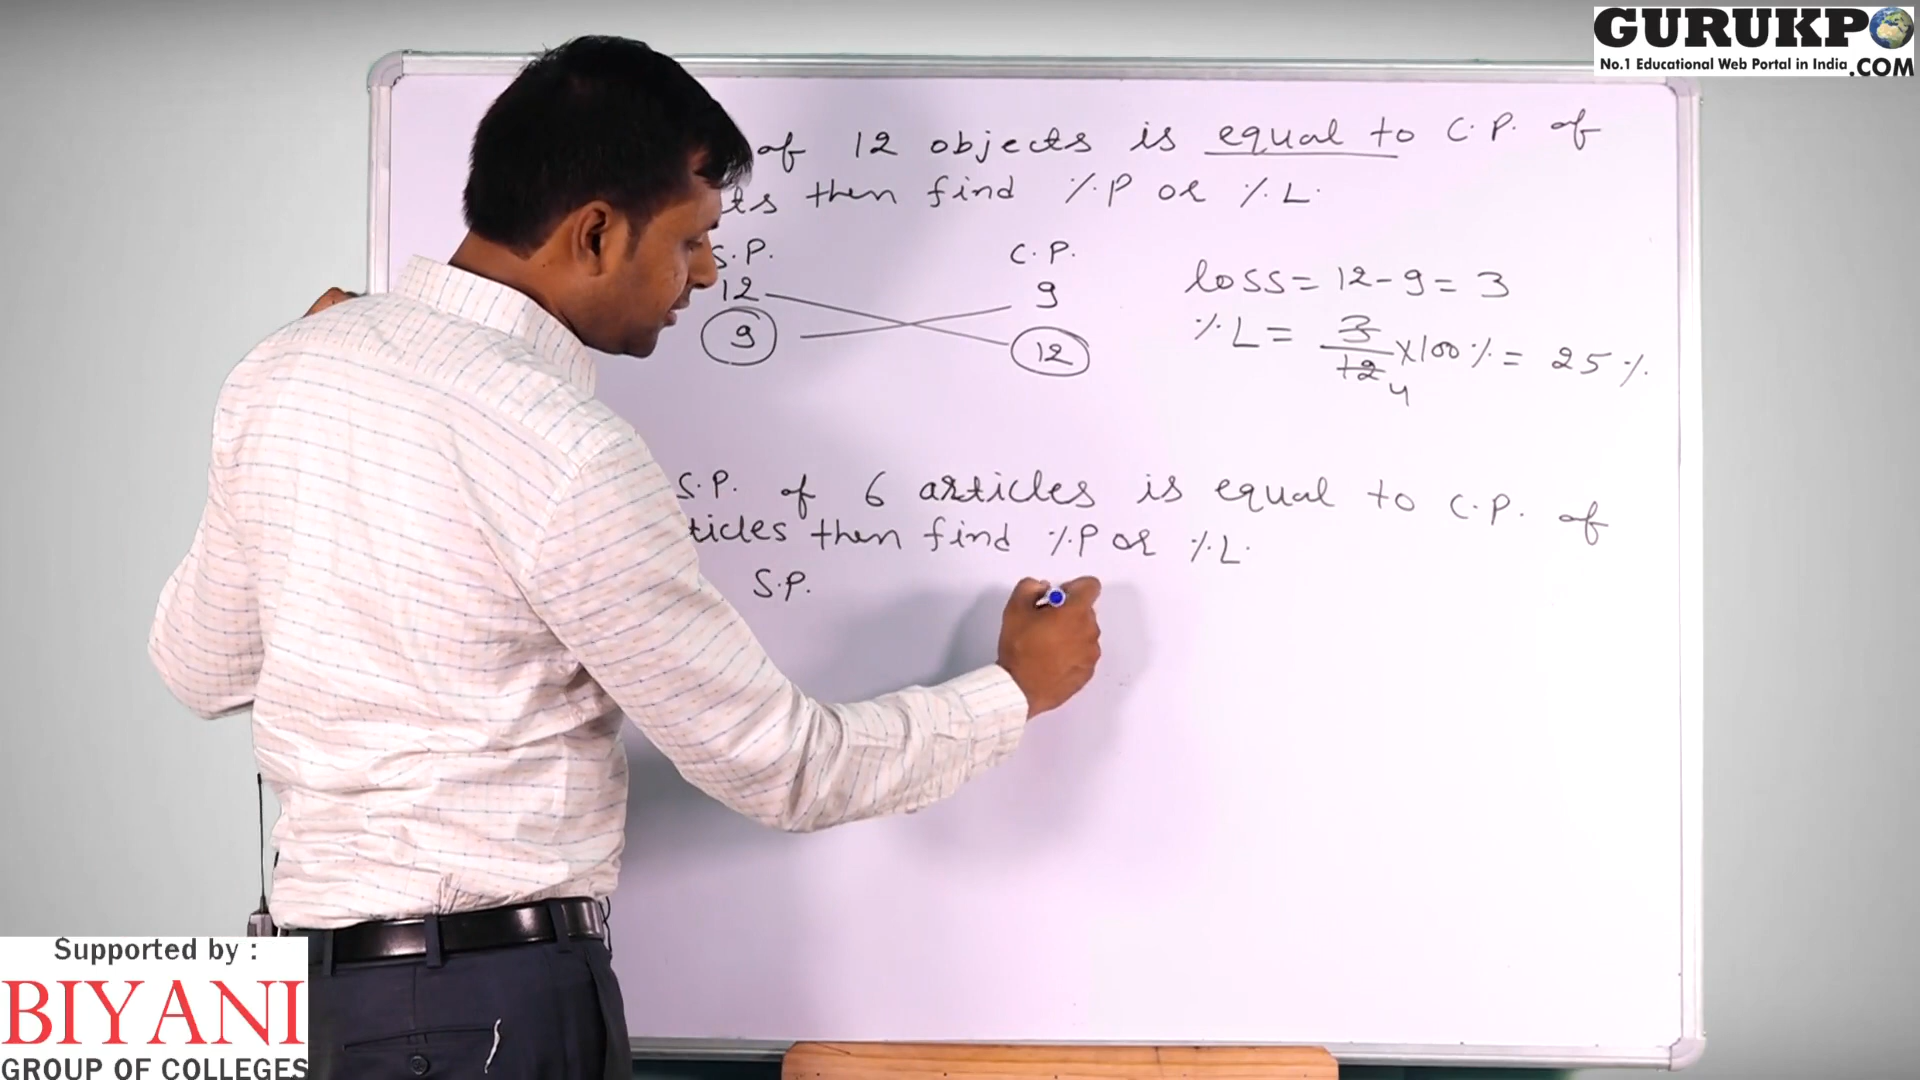 GURUKPO
No.1 Educational Web Portal in India .COM
of 12 objects is equal to C.P. of
ts then find %P or %L.
S.P.
C.P.
12
9
9
12
loss = 12 - 9 = 3
%L = 3/12 4 x 100% = 25%
S.P. of 6 articles is equal to C.P. of
ticles then find %P or %L.
S.P.
Supported by :
BIYANI
GROUP OF COLLEGES